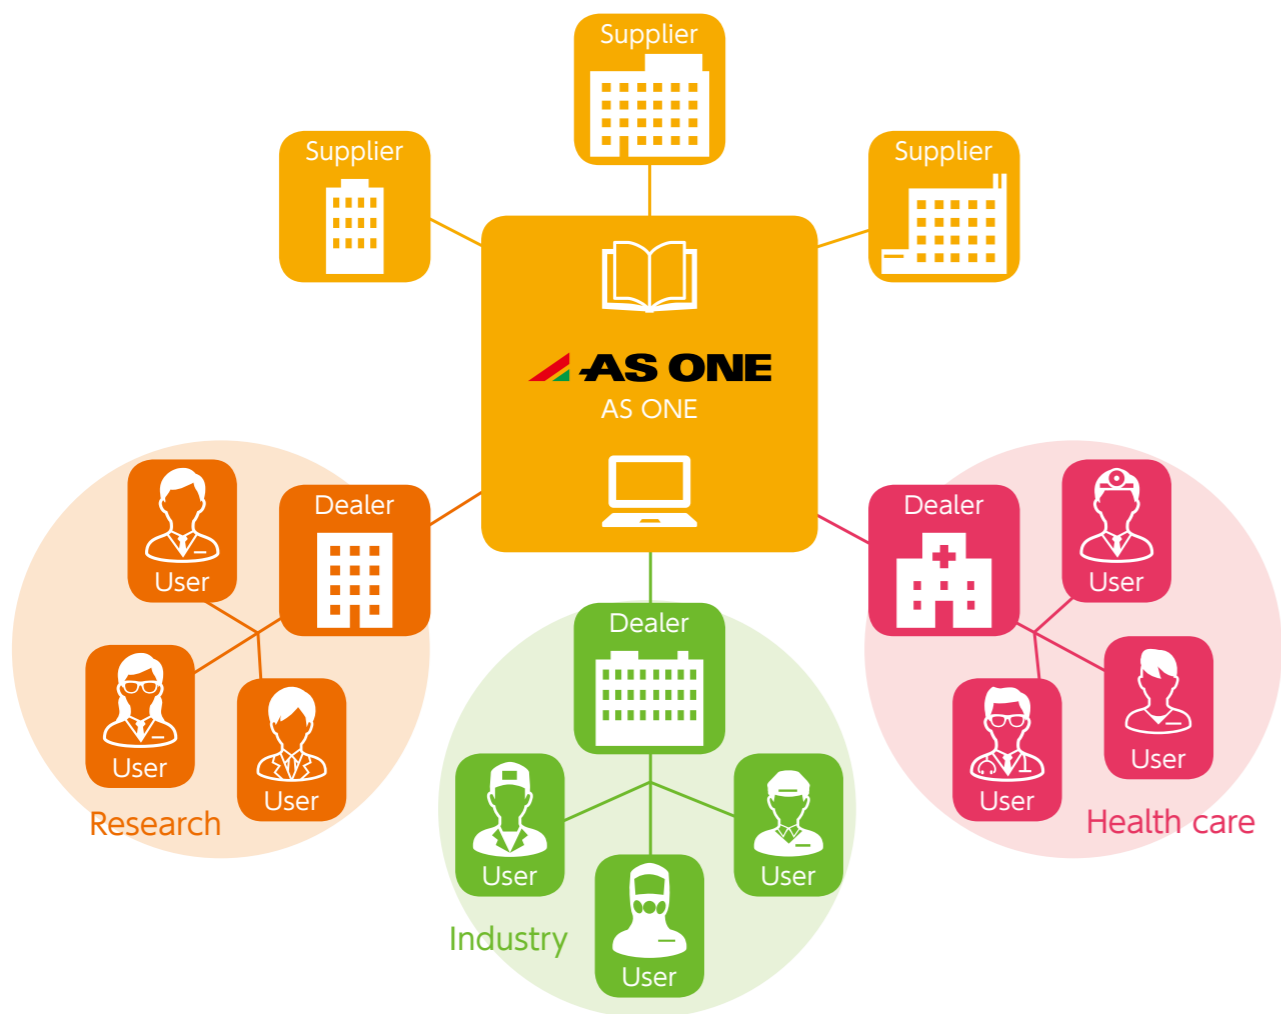 Supplier
Supplier
Supplier
AS ONE
AS ONE
Dealer
User
User
User
Research
Dealer
User
User
User
Industry
Dealer
User
User
User
Health care